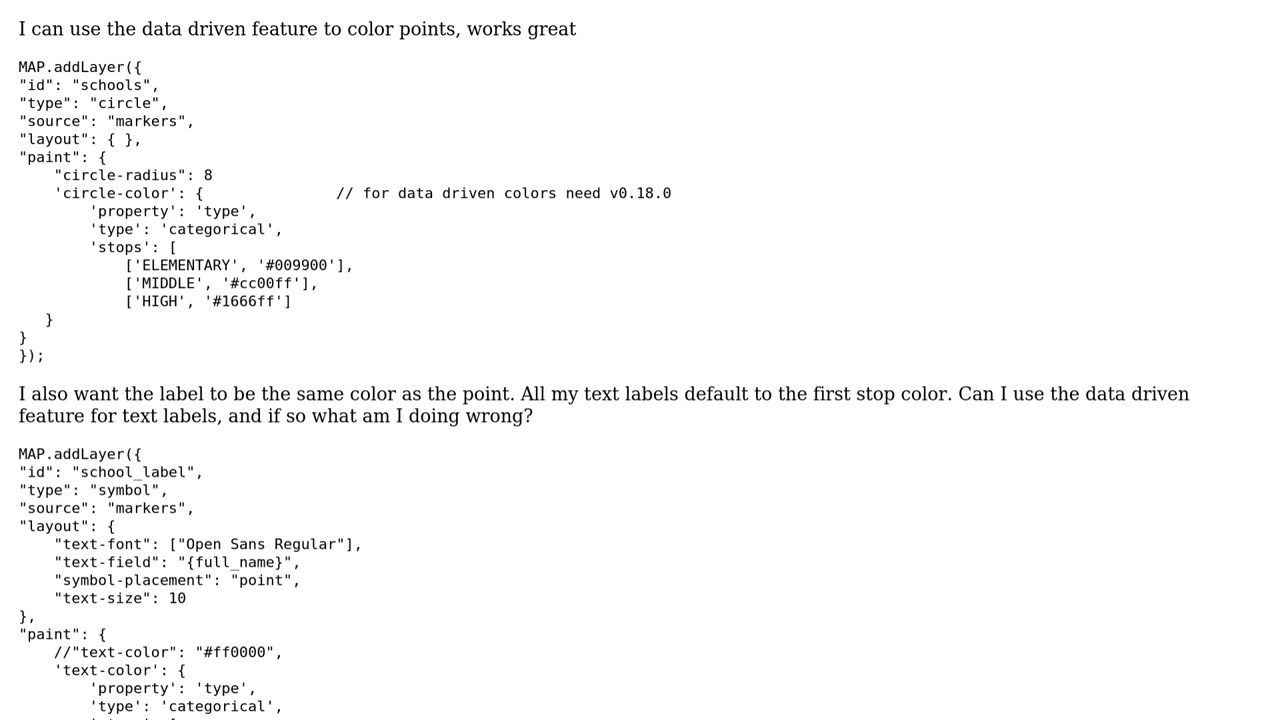 I can use the data driven feature to color points, works great
MAP.addLayer({
"id": "schools",
"type": "circle",
"source": "markers",
"layout": { },
"paint": {
    "circle-radius": 8
    'circle-color': {               // for data driven colors need v0.18.0
        'property': 'type',
        'type': 'categorical',
        'stops': [
            ['ELEMENTARY', '#009900'],
            ['MIDDLE', '#cc00ff'],
            ['HIGH', '#1666ff']
   }
}
});
I also want the label to be the same color as the point. All my text labels default to the first stop color. Can I use the data driven
feature for text labels, and if so what am I doing wrong?
MAP.addLayer({
"id": "school_label",
"type": "symbol",
"source": "markers",
"layout": {
    "text-font": ["Open Sans Regular"],
    "text-field": "{full_name}",
    "symbol-placement": "point",
    "text-size": 10
},
"paint": {
    //"text-color": "#ff0000",
    'text-color': {
        'property': 'type',
        'type': 'categorical',